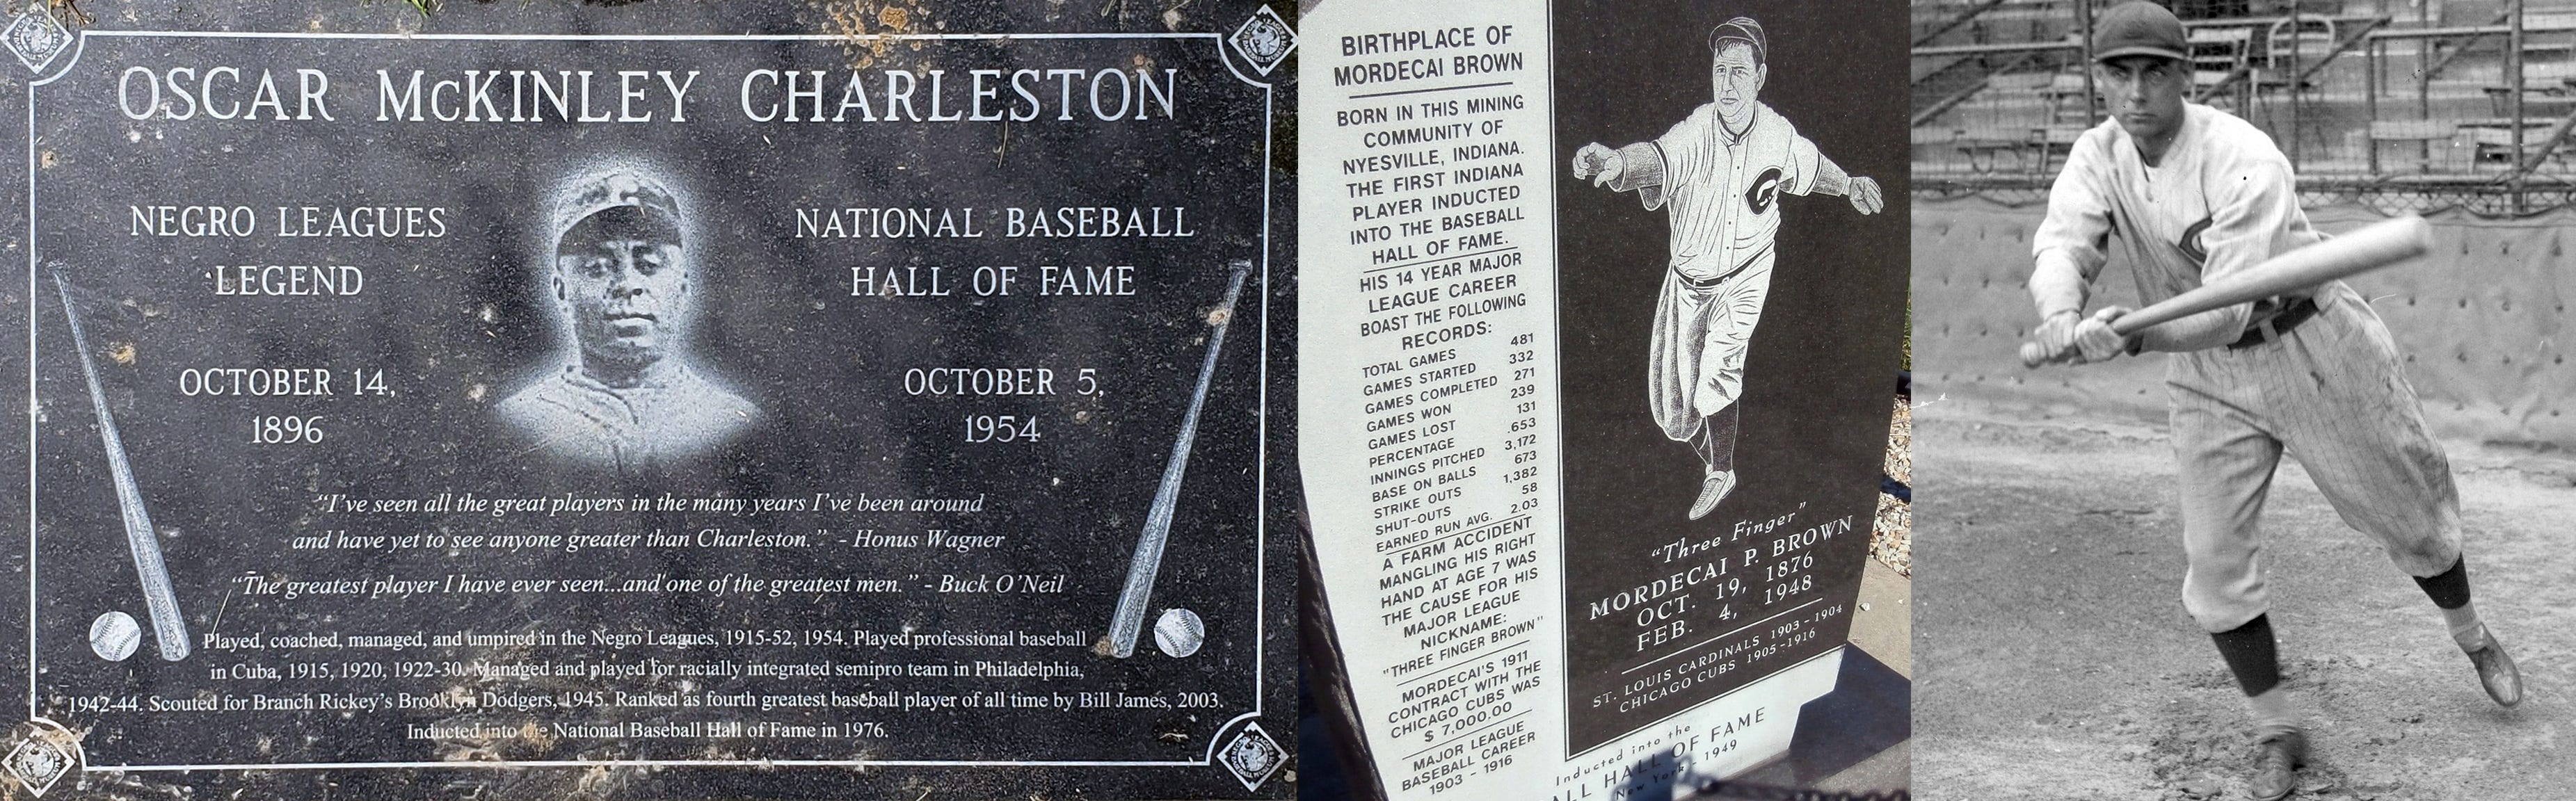 OSCAR McKINLEY CHARLESTON
NEGRO LEAGUES
LEGEND
NATIONAL BASEBALL
HALL OF FAME
OCTOBER 14,
1896
OCTOBER 5,
1954
“I’ve seen all the great players in the many years I’ve been around
and have yet to see anyone greater than Charleston.” - Honus Wagner
“The greatest player I have ever seen...and one of the greatest men.” - Buck O’Neil
Played, coached, managed, and umpired in the Negro Leagues, 1915-52, 1954. Played professional baseball
in Cuba, 1915, 1920, 1922-30. Managed and played for racially integrated semipro team in Philadelphia,
1942-44. Scouted for Branch Rickey’s Brooklyn Dodgers, 1945. Ranked as fourth greatest baseball player of all time by Bill James, 2003.
Inducted into the National Baseball Hall of Fame in 1976.
BIRTHPLACE OF
MORDECAI BROWN
BORN IN THIS MINING
COMMUNITY OF
NYESVILLE, INDIANA.
THE FIRST INDIANA
PLAYER INDUCTED
INTO THE BASEBALL
HALL OF FAME.
HIS 14 YEAR MAJOR
LEAGUE CAREER
BOAST THE FOLLOWING
RECORDS:
TOTAL GAMES 481
GAMES STARTED 332
GAMES COMPLETED 271
GAMES WON 239
GAMES LOST 131
PERCENTAGE .653
INNINGS PITCHED 3,172
BASE ON BALLS 673
STRIKE OUTS 1,382
SHUT-OUTS 58
EARNED RUN AVG. 2.03
A FARM ACCIDENT
MANGLING HIS RIGHT
HAND AT AGE 7 WAS
THE CAUSE FOR HIS
MAJOR LEAGUE
NICKNAME:
"THREE FINGER BROWN"
MORDECAI'S 1911
CONTRACT WITH THE
CHICAGO CUBS WAS
$ 7,000.00
MAJOR LEAGUE
BASEBALL CAREER
1903 - 1916
C
"Three Finger"
MORDECAI P. BROWN
OCT. 19, 1876
FEB. 4, 1948
ST. LOUIS CARDINALS 1903-1904
CHICAGO CUBS 1905-1916
Inducted into the
HALL OF FAME
New York - 1949
C